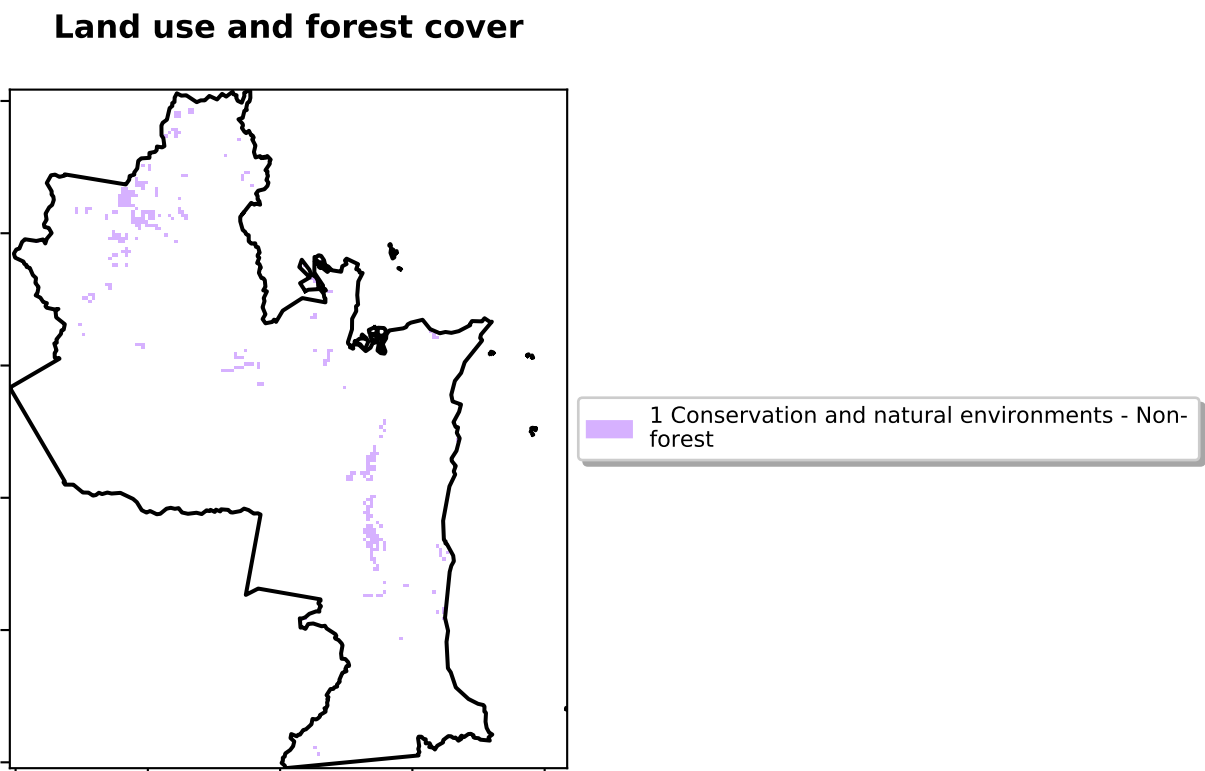 Land use and forest cover
1 Conservation and natural environments - Non-
forest